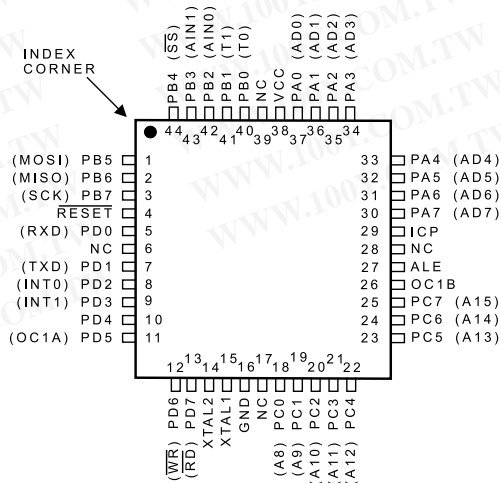 INDEX
CORNER
PB4 (SS)
PB3 (AIN1)
PB2 (AIN0)
PB1 (T1)
PB0 (T0)
NC
VCC
PA0 (AD0)
PA1 (AD1)
PA2 (AD2)
PA3 (AD3)
44 43 42 41 40 39 38 37 36 35 34
(MOSI) PB5 1
(MISO) PB6 2
(SCK) PB7 3
RESET 4
(RXD) PD0 5
NC 6
(TXD) PD1 7
(INT0) PD2 8
(INT1) PD3 9
PD4 10
(OC1A) PD5 11
33 PA4 (AD4)
32 PA5 (AD5)
31 PA6 (AD6)
30 PA7 (AD7)
29 ICP
28 NC
27 ALE
26 OC1B
25 PC7 (A15)
24 PC6 (A14)
23 PC5 (A13)
12 13 14 15 16 17 18 19 20 21 22
(WR) PD6
(RD) PD7
XTAL2
XTAL1
GND
NC
(A8) PC0
(A9) PC1
(A10) PC2
(A11) PC3
(A12) PC4
WWW.100Y.COM.TW